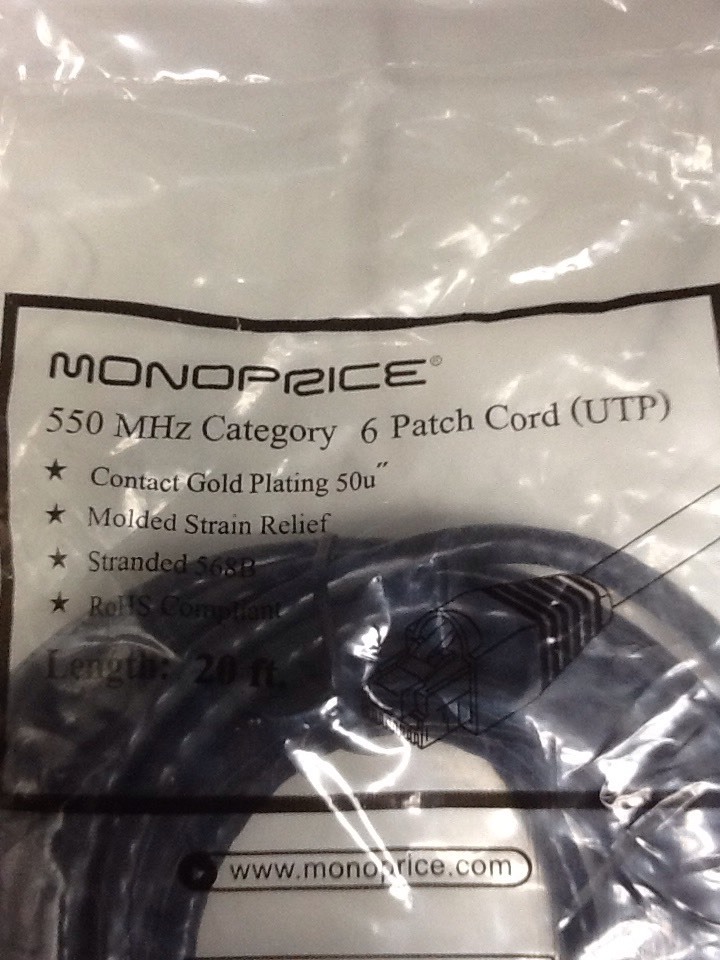 MONOPRICE®
550 MHz Category 6 Patch Cord (UTP)
★ Contact Gold Plating 50u"
★ Molded Strain Relief
★ Stranded 568B
★ RoHS Compliant
Length: 20 ft.
www.monoprice.com